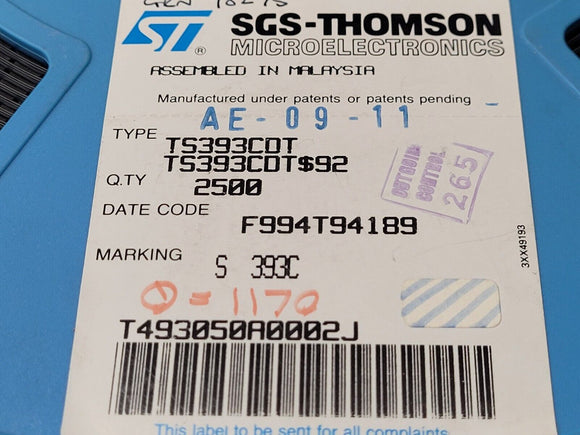 ST ® SGS-THOMSON
MICROELECTRONICS
ASSEMBLED IN MALAYSIA
Manufactured under patents or patents pending
AE-09-11
TYPE TS393CDT
TS393CDT$92
Q.TY 2500
OUTGOING
CONTROL
265
DATE CODE F994T94189
3XX49193
MARKING S 393C
0=1170
T493050A0002J
This label to be sent for all complaints